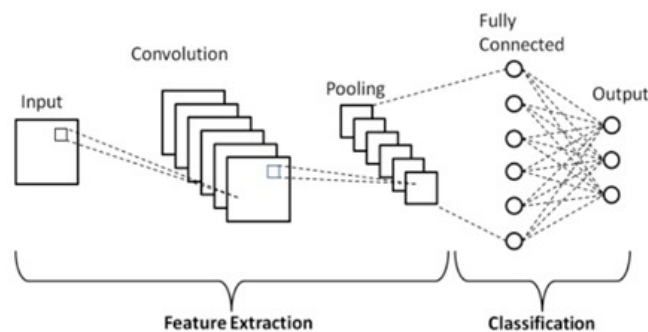 Fully
Connected
Convolution
Pooling
Input
Output
Feature Extraction
Classification